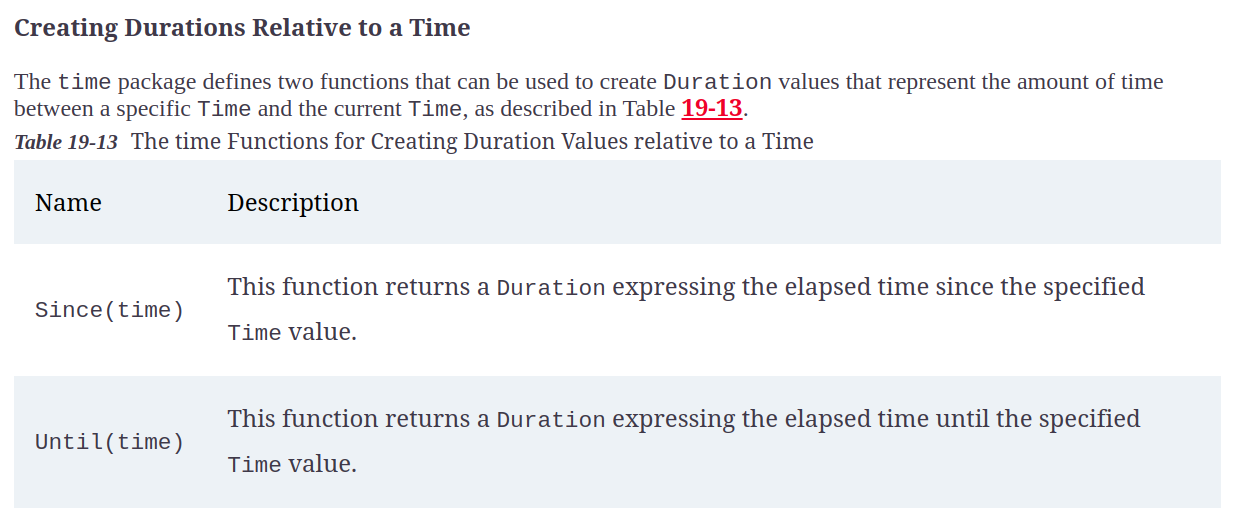 Creating Durations Relative to a Time
The time package defines two functions that can be used to create Duration values that represent the amount of time
between a specific Time and the current Time, as described in Table 19-13.
Table 19-13 The time Functions for Creating Duration Values relative to a Time
Name Description
Since(time) This function returns a Duration expressing the elapsed time since the specified
Time value.
Until(time) This function returns a Duration expressing the elapsed time until the specified
Time value.